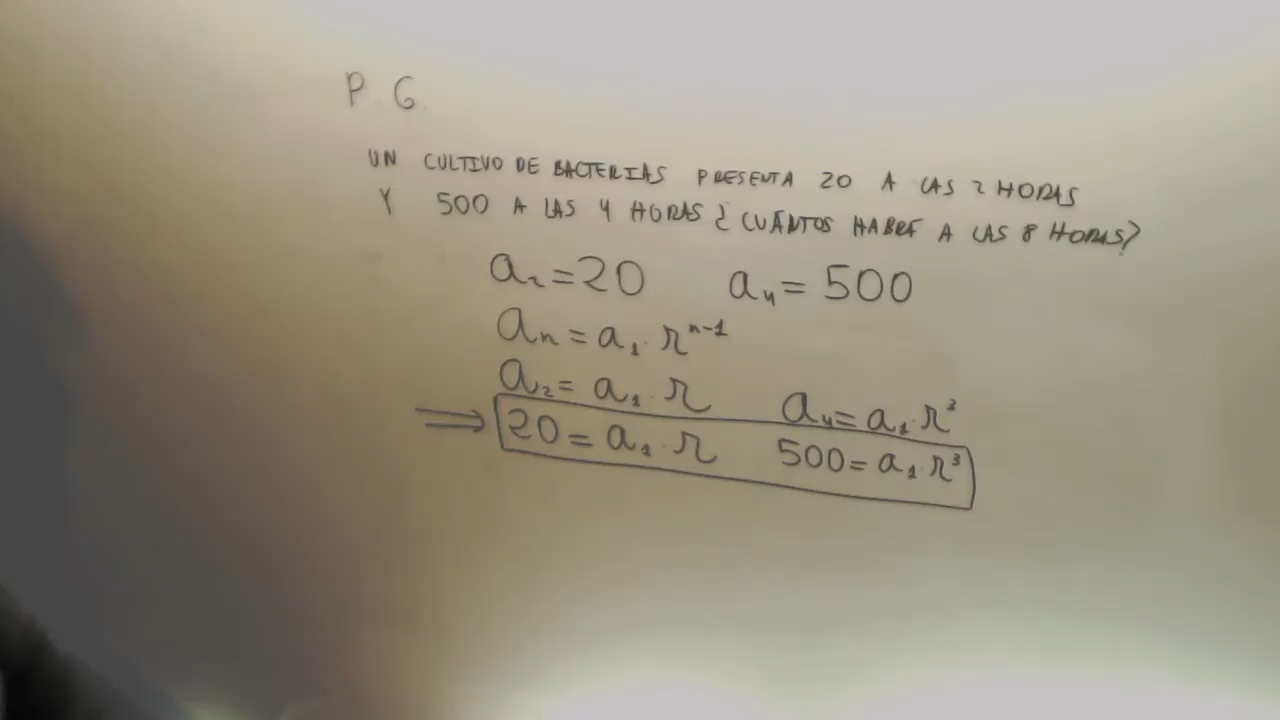 P. G
UN CULTIVO DE BACTERIAS PRESENTA 20 A LAS 2 HORAS
Y 500 A LAS 4 HORAS ¿ CUÁNTOS HABRÉ A LAS 8 HORAS?
a₂=20 a₄= 500
aₙ = a₁ . rⁿ⁻¹
a₂= a₁ . r a₄= a₁ . r³
⇒ 20= a₁ . r 500= a₁ . r³